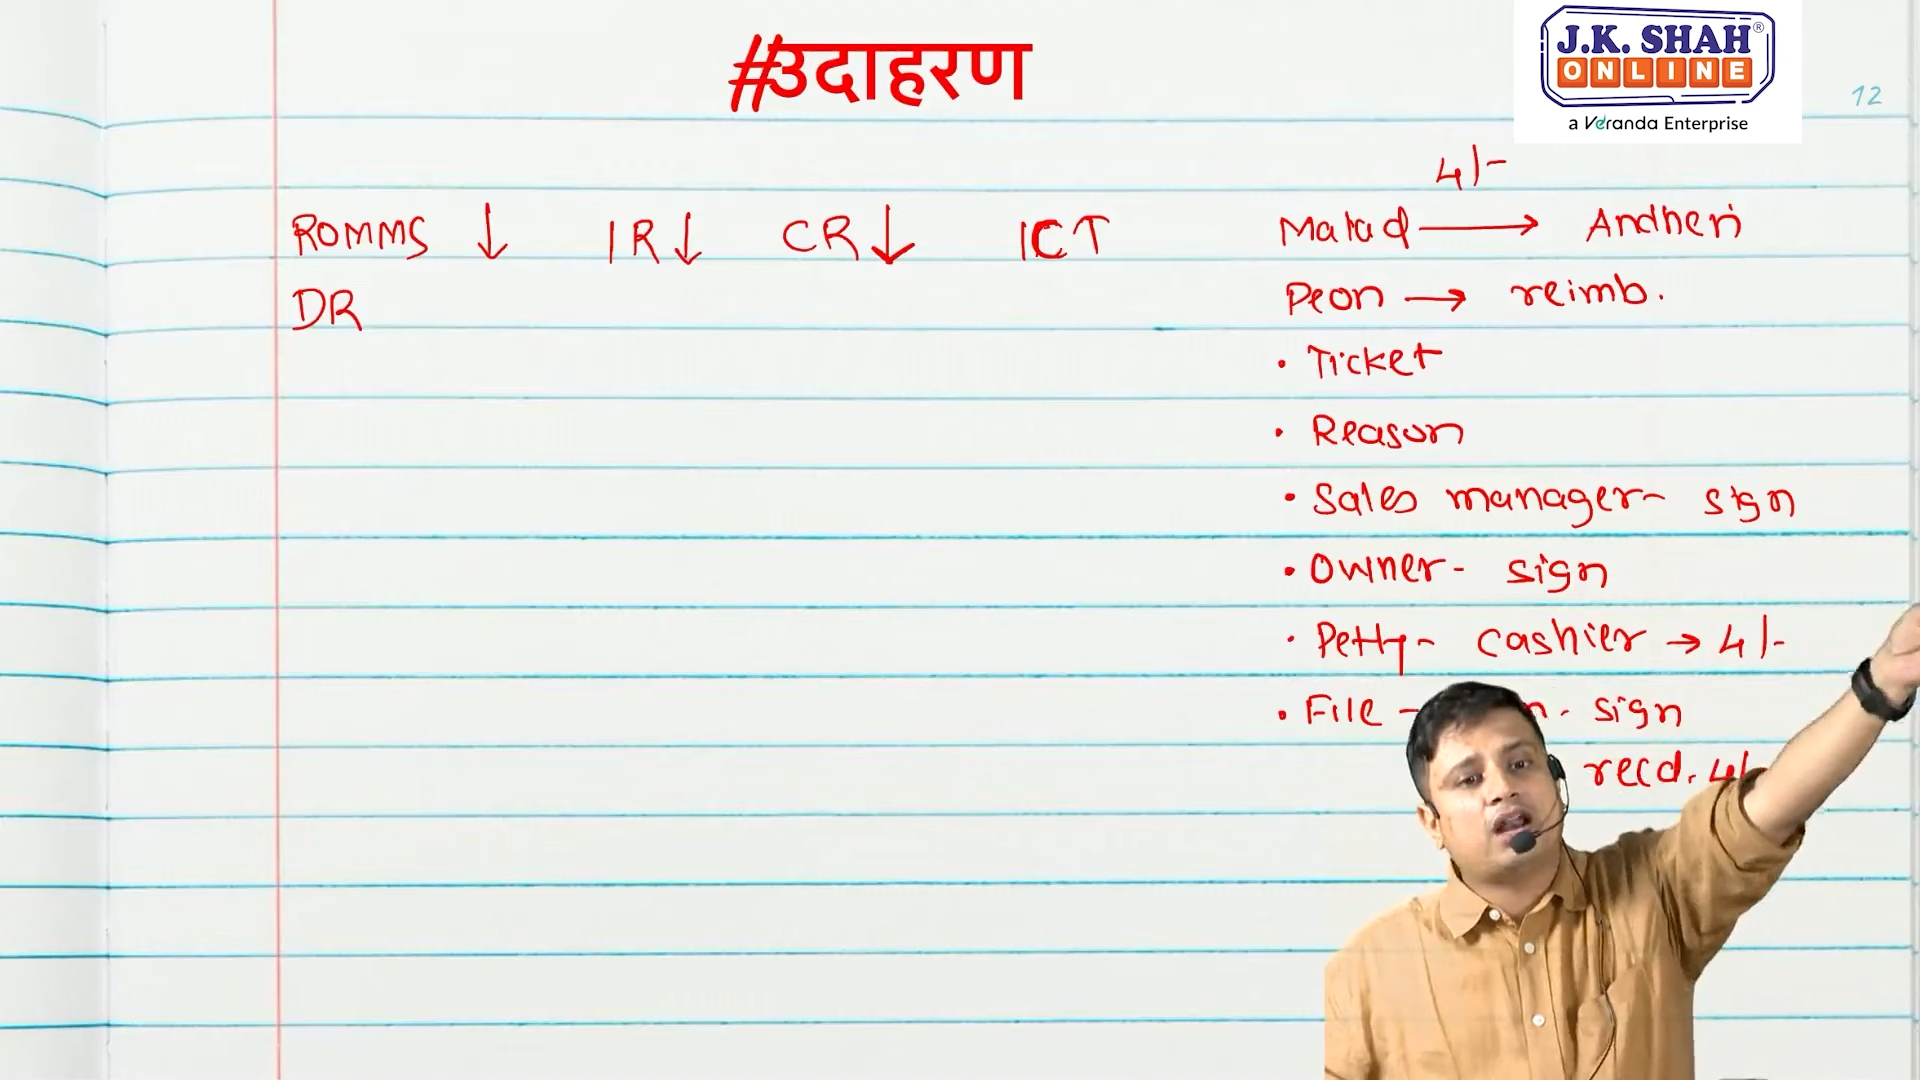 #उदाहरण
J.K. SHAH®
ONLINE
a Veranda Enterprise
12
4/-
ROMMS ↓ IR ↓ CR ↓ ICT
DR
Malad → Andheri
Peon → reimb.
• Ticket
• Reason
• Sales manager - sign
• Owner - sign
• Petty - cashier → 4/-
• File - sign
recd. 4/-